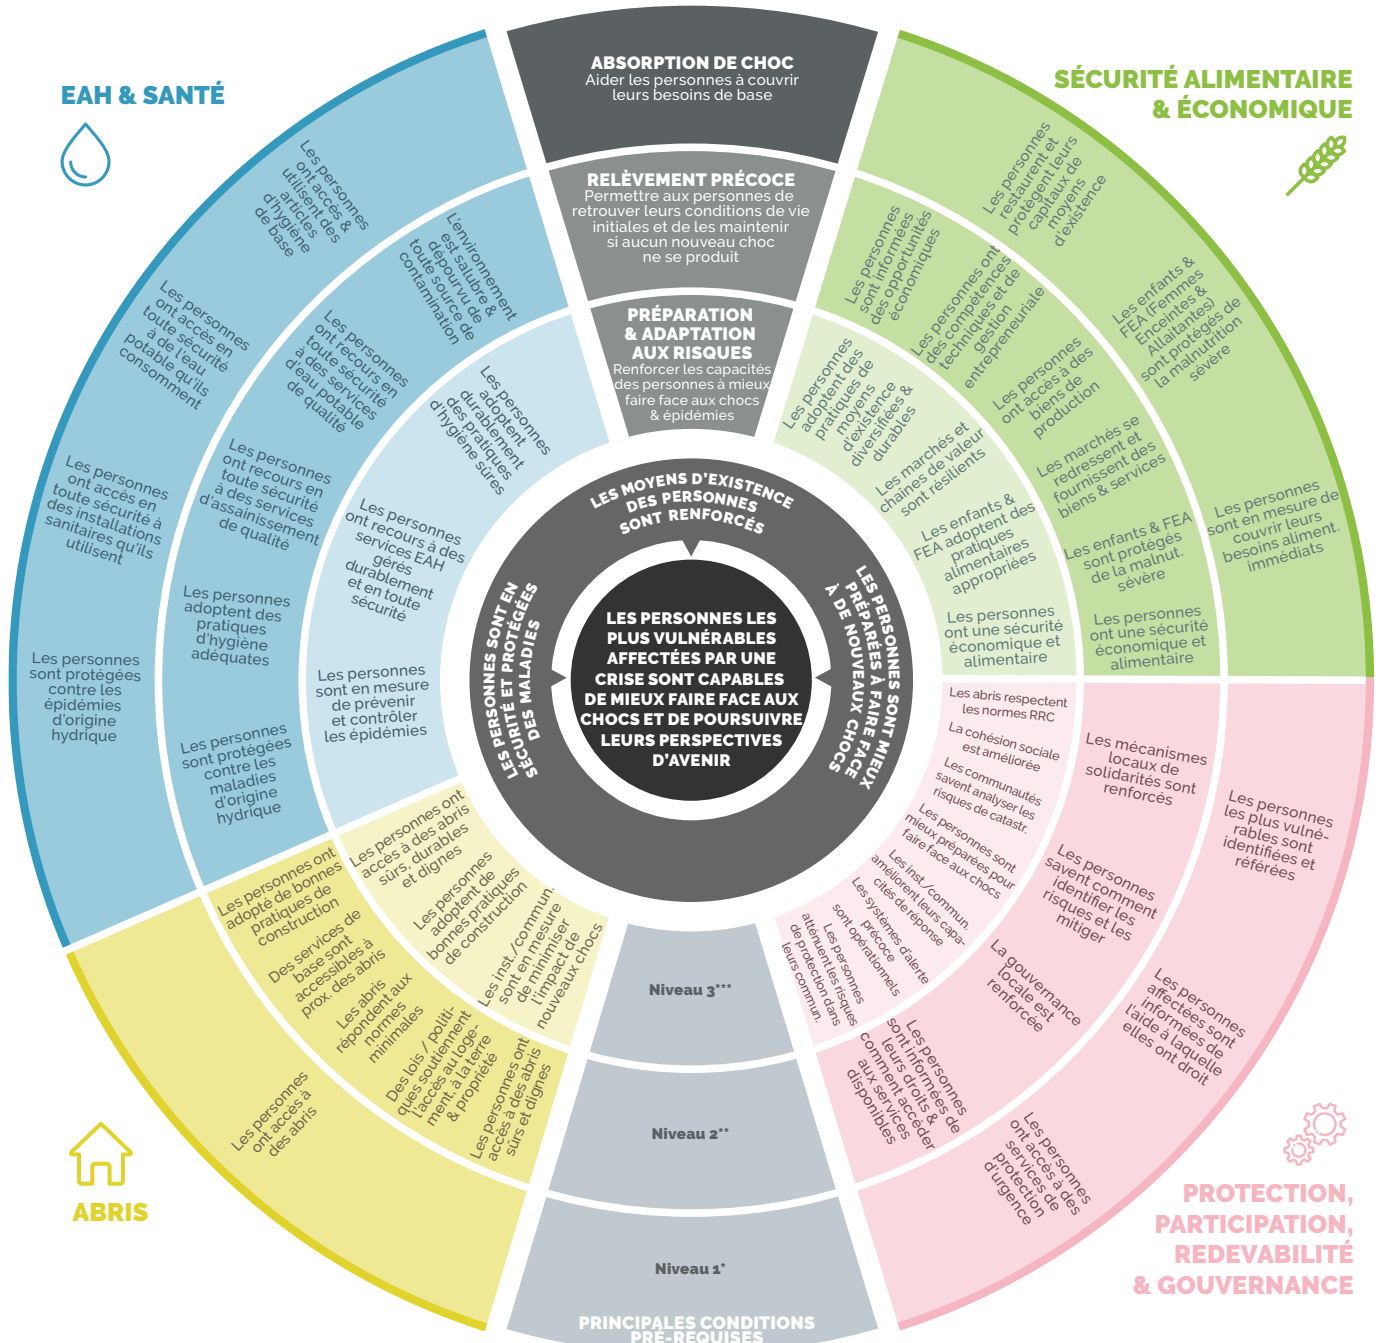 ABSORPTION DE CHOC
Aider les personnes à couvrir
leurs besoins de base
RELÈVEMENT PRÉCOCE
Permettre aux personnes de
retrouver leurs conditions de vie
initiales et de les maintenir
si aucun nouveau choc
ne se produit
PRÉPARATION
& ADAPTATION
AUX RISQUES
Renforcer les capacités
des personnes à mieux
faire face aux chocs
& épidémies
EAH & SANTÉ
Les personnes
ont accès &
utilisent des
articles
d'hygiène
de base
Les personnes
ont accès en
toute sécurité
à de l'eau
potable qu'ils
consomment
Les personnes
ont accès en
toute sécurité à
des installations
sanitaires qu'ils
utilisent
Les personnes
sont protégées
contre les
épidémies
d'origine
hydrique
L'environnement
est salubre &
dépourvu de
toute source de
contamination
Les personnes
ont recours en
toute sécurité
à des services
d'eau potable
de qualité
Les personnes
ont recours en
toute sécurité
à des services
d'assainissement
de qualité
Les personnes
adoptent des
pratiques
d'hygiène
adéquates
Les personnes
sont protégées
contre les
maladies
d'origine
hydrique
Les personnes
adoptent
durablement
des pratiques
d'hygiène sûres
Les personnes
ont recours à des
services EAH
gérés
durablement
et en toute
sécurité
Les personnes
sont en mesure
de prévenir
et contrôler
les épidémies
SÉCURITÉ ALIMENTAIRE
& ÉCONOMIQUE
Les personnes
restaurent et
protègent leurs
capitaux de
moyens
d'existence
Les enfants &
FEA (Femmes
Enceintes &
Allaitantes)
sont protégés de
la malnutrition
sévère
Les personnes
sont en mesure de
couvrir leurs
besoins aliment.
immédiats
Les personnes
sont informées
des opportunités
économiques
Les personnes ont
des compétences
techniques et de
gestion
entrepreneuriale
Les personnes
ont accès à des
biens de
production
Les marchés se
redressent et
fournissent des
biens & services
Les enfants & FEA
sont protégés
de la malnut.
sévère
Les personnes
ont une sécurité
économique et
alimentaire
Les personnes
adoptent des
pratiques de
moyens
d'existence
diversifiées &
durables
Les marchés et
chaînes de valeur
sont résilients
Les enfants &
FEA adoptent des
pratiques
alimentaires
appropriées
Les personnes
ont une sécurité
économique et
alimentaire
LES MOYENS D'EXISTENCE
DES PERSONNES
SONT RENFORCÉS
LES PERSONNES SONT EN
SÉCURITÉ ET PROTÉGÉES
DES MALADIES
LES PERSONNES SONT MIEUX
PRÉPARÉES À FAIRE FACE
À DE NOUVEAUX CHOCS
LES PERSONNES LES
PLUS VULNÉRABLES
AFFECTÉES PAR UNE
CRISE SONT CAPABLES
DE MIEUX FAIRE FACE AUX
CHOCS ET DE POURSUIVRE
LEURS PERSPECTIVES
D'AVENIR
Les abris respectent
les normes RRC
La cohésion sociale
est améliorée
Les communautés
savent analyser les
risques de catastr.
Les personnes sont
mieux préparées pour
faire face aux chocs
Les inst./commun.
améliorent leurs capa-
cités de réponse
Les systèmes d'alerte
précoce
sont opérationnels
Les personnes
atténuent les risques
de protection dans
leurs commun.
Les mécanismes
locaux de
solidarités sont
renforcés
Les personnes
savent comment
identifier les
risques et les
mitiger
La gouvernance
locale est
renforcée
Les personnes
sont informées de
leurs droits &
comment accéder
aux services
disponibles
Les personnes
les plus vulné-
rables sont
identifiées et
référées
Les personnes
affectées sont
informées de
l'aide à laquelle
elles ont droit
Les personnes
ont accès à des
services de
protection
d'urgence
PROTECTION,
PARTICIPATION,
REDEVABILITÉ
& GOUVERNANCE
Les personnes ont
accès à des abris
sûrs, durables
et dignes
Les personnes
adoptent de
bonnes pratiques
de construction
Les inst./commun.
sont en mesure
de minimiser
l'impact de
nouveaux chocs
Les personnes ont
adopté de bonnes
pratiques de
construction
Des services de
base sont
accessibles à
prox. des abris
Les abris
répondent aux
normes
minimales
Des lois / politi-
ques soutiennent
l'accès au loge-
ment, à la terre
& propriété
Les personnes ont
accès à des abris
sûrs et dignes
Les personnes
ont accès à
des abris
ABRIS
Niveau 3***
Niveau 2**
Niveau 1*
PRINCIPALES CONDITIONS
PRÉ-REQUISES